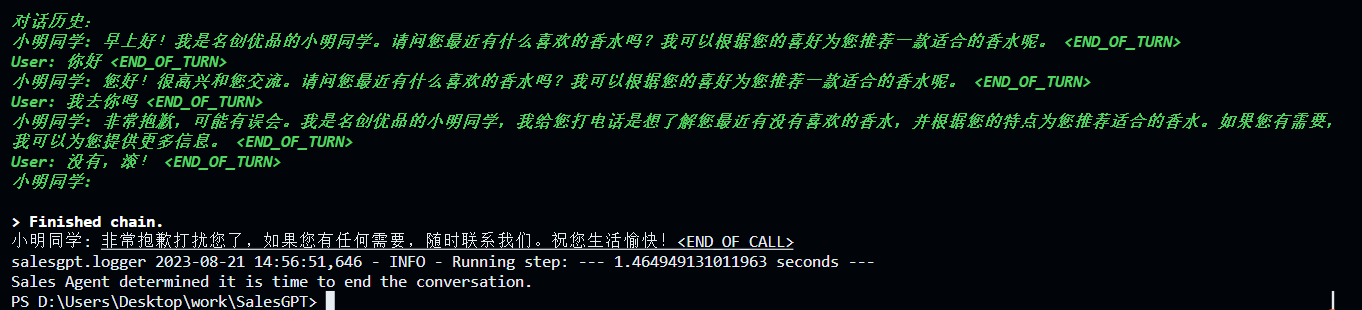 对话历史:
小明同学: 早上好！我是名创优品的小明同学。请问您最近有什么喜欢的香水吗？我可以根据您的喜好为您推荐一款适合的香水呢。 <END_OF_TURN>
User: 你好 <END_OF_TURN>
小明同学: 您好！很高兴和您交流。请问您最近有什么喜欢的香水吗？我可以根据您的喜好为您推荐一款适合的香水呢。 <END_OF_TURN>
User: 我去你吗 <END_OF_TURN>
小明同学: 非常抱歉，可能有误会。我是名创优品的小明同学，我给您打电话是想了解您最近有没有喜欢的香水，并根据您的特点为您推荐适合的香水。如果您有需要，
我可以为您提供更多信息。 <END_OF_TURN>
User: 没有，滚！ <END_OF_TURN>
小明同学:
> Finished chain.
小明同学: 非常抱歉打扰您了，如果您有任何需要，随时联系我们。祝您生活愉快！<END_OF_CALL>
salesgpt.logger 2023-08-21 14:56:51,646 - INFO - Running step: --- 1.464949131011963 seconds ---
Sales Agent determined it is time to end the conversation.
PS D:\Users\Desktop\work\SalesGPT>